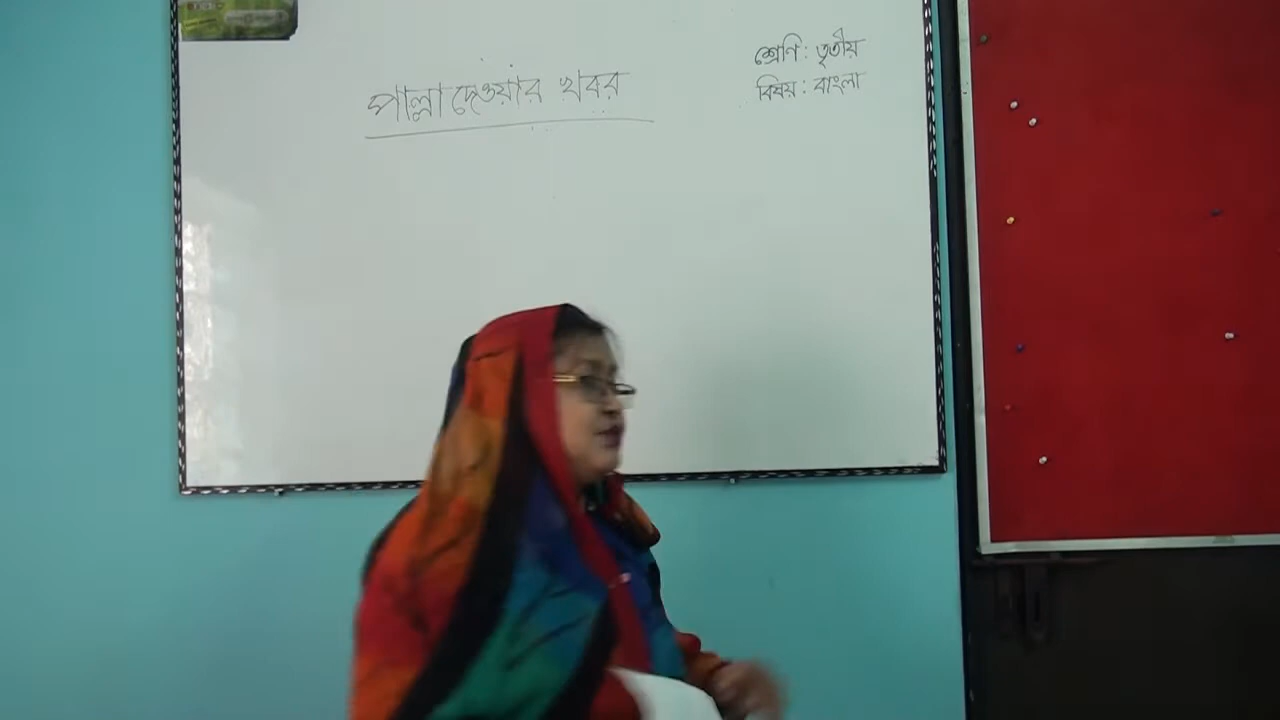 পাল্লা দেওয়ার খবর
শ্রেণি : তৃতীয়
বিষয় : বাংলা